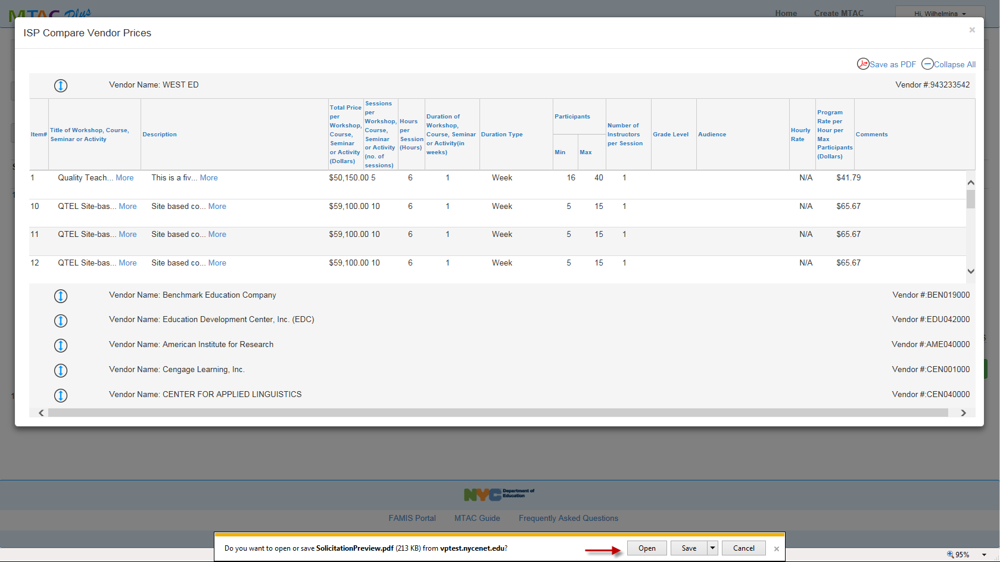 MTAC Plus
Home Create MTAC Hi, Wilhelmina
ISP Compare Vendor Prices ×
Save as PDF Collapse All
Vendor Name: WEST ED Vendor #:943233542
Item#
Title of Workshop, Course,
Seminar or Activity
Description
Total Price
per
Workshop,
Course,
Seminar
or Activity
(Dollars)
Sessions
per
Workshop,
Course,
Seminar
or Activity
(no. of
sessions)
Hours
per
Session
(Hours)
Duration of
Workshop,
Course, Seminar
or Activity(in
weeks)
Duration Type
Participants
Min Max
Number of
Instructors
per Session
Grade Level
Audience
Hourly
Rate
Program
Rate per
Hour per
Max
Participants
(Dollars)
Comments
1 Quality Teach... More This is a fiv... More $50,150.00 5 6 1 Week 16 40 1 N/A $41.79
10 QTEL Site-bas... More Site based co... More $59,100.00 10 6 1 Week 5 15 1 N/A $65.67
11 QTEL Site-bas... More Site based co... More $59,100.00 10 6 1 Week 5 15 1 N/A $65.67
12 QTEL Site-bas... More Site based co... More $59,100.00 10 6 1 Week 5 15 1 N/A $65.67
Vendor Name: Benchmark Education Company Vendor #:BEN019000
Vendor Name: Education Development Center, Inc. (EDC) Vendor #:EDU042000
Vendor Name: American Institute for Research Vendor #:AME040000
Vendor Name: Cengage Learning, Inc. Vendor #:CEN001000
Vendor Name: CENTER FOR APPLIED LINGUISTICS Vendor #:CEN040000
NYC Department of
Education
FAMIS Portal MTAC Guide Frequently Asked Questions
Do you want to open or save SolicitationPreview.pdf (213 KB) from vptest.nycenet.edu? Open Save Cancel ×
95%